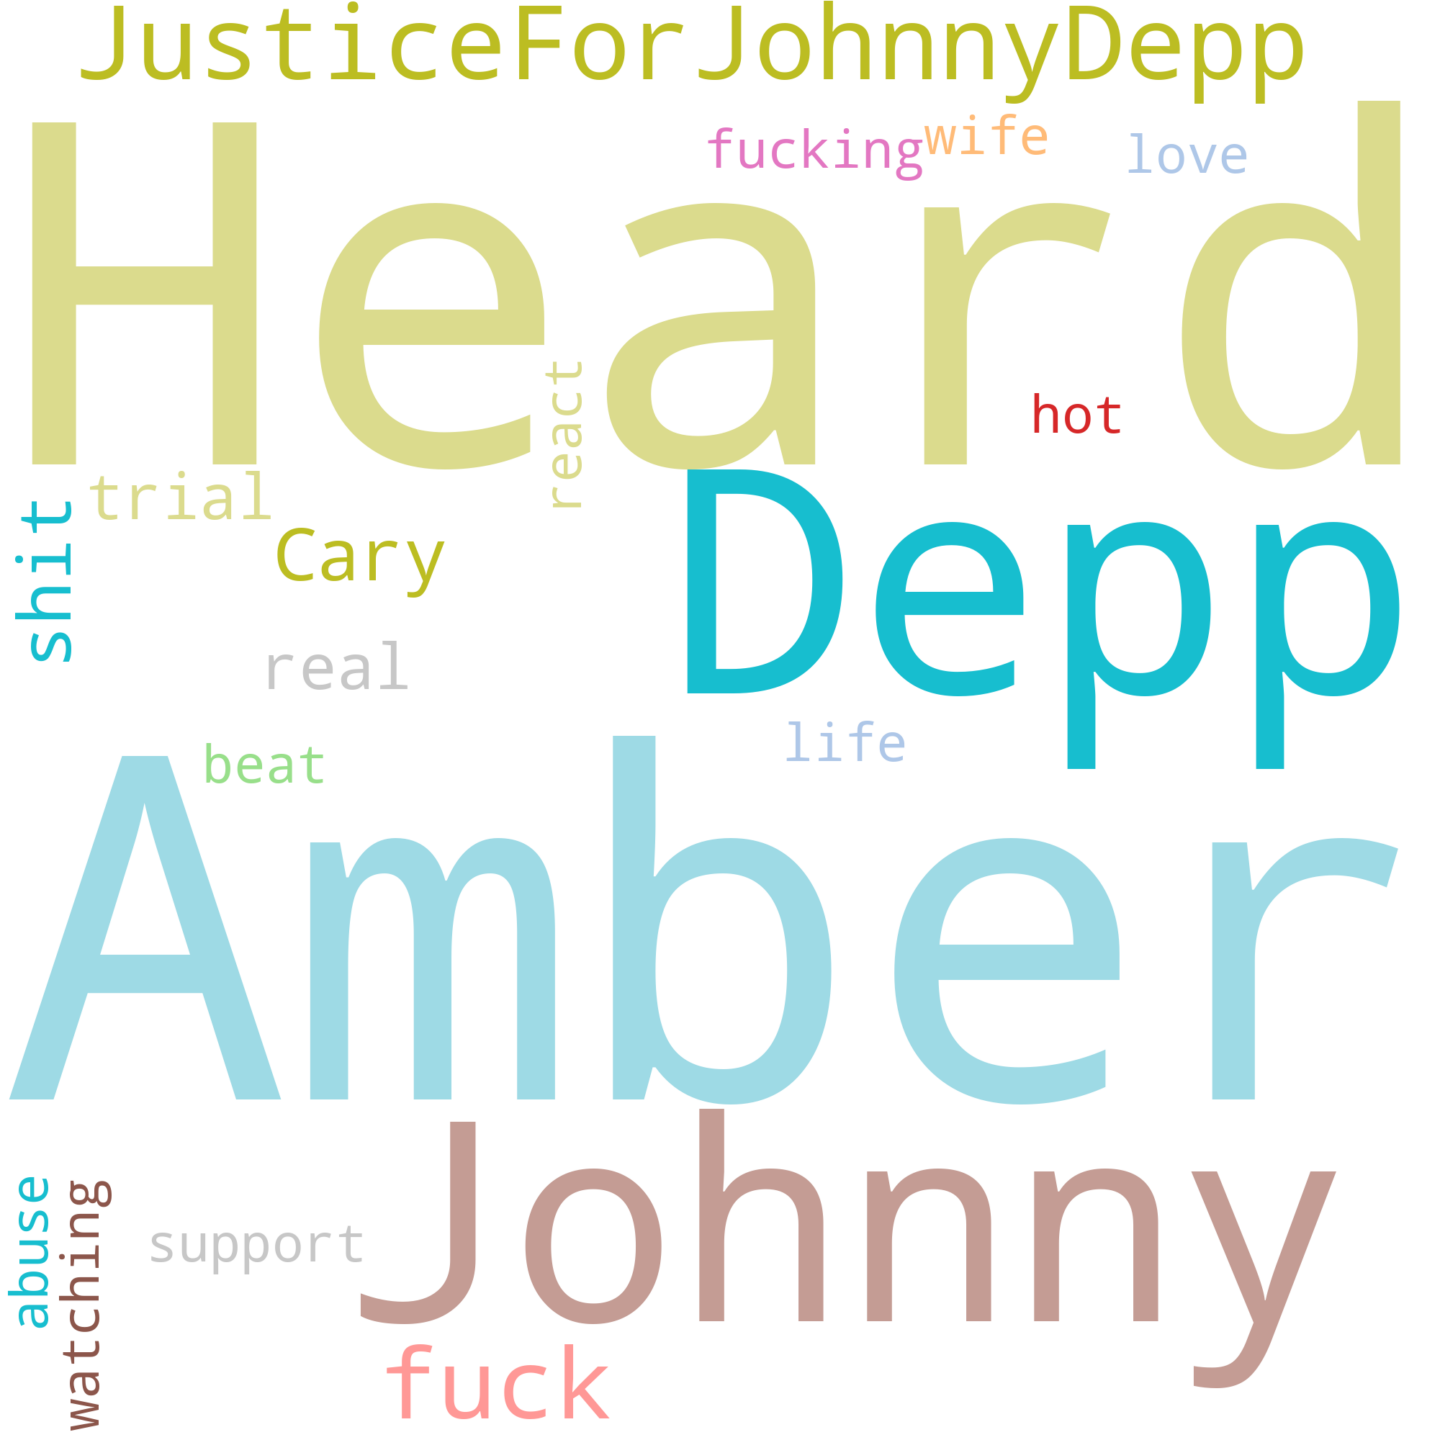 JusticeForJohnnyDepp
fucking
wife
love
Heard
react
hot
trial
shit
Cary
Depp
real
life
beat
Amber
Johnny
abuse
watching
support
fuck